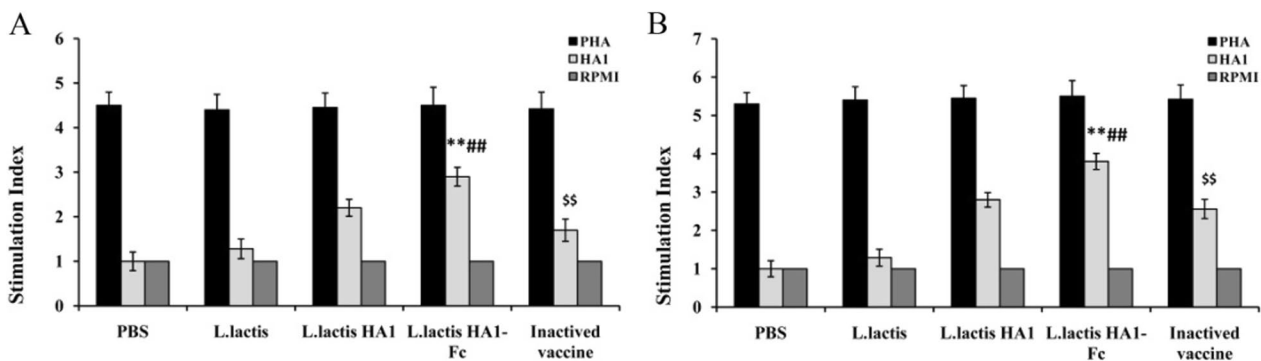 A
Stimulation Index
6
5
4
3
2
1
0
PHA
HA1
RPMI
**##
$$
PBS
L.lactis
L.lactis HA1
L.lactis HA1-
Fc
Inactived
vaccine
B
Stimulation Index
7
6
5
4
3
2
1
0
PHA
HA1
RPMI
**##
$$
PBS
L.lactis
L.lactis HA1
L.lactis HA1-
Fc
Inactived
vaccine